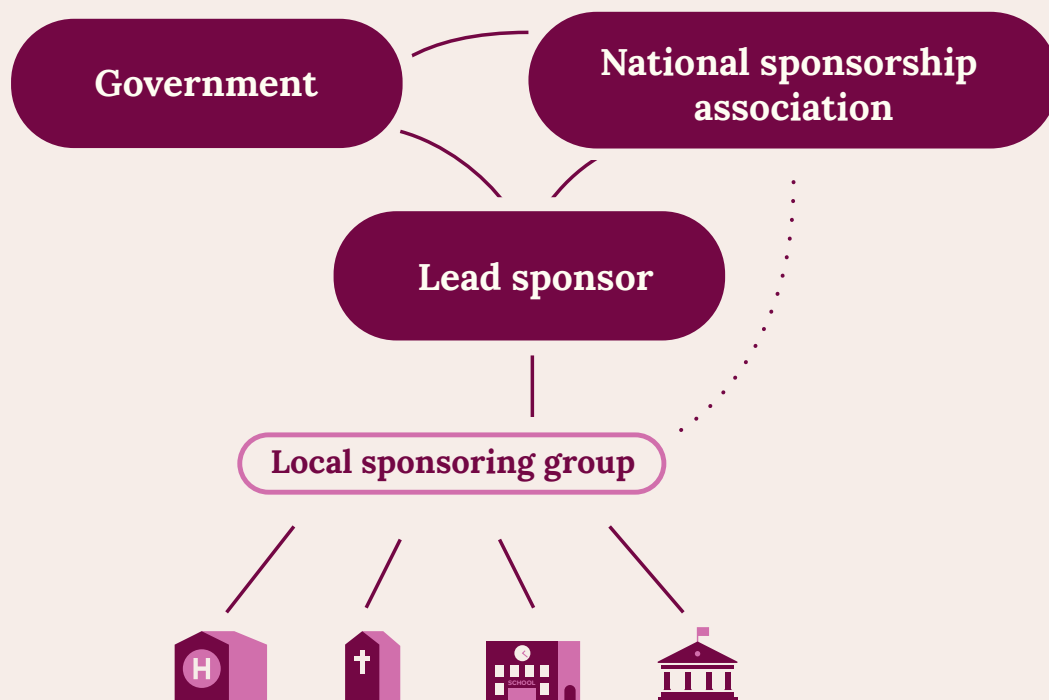 Government
National sponsorship
association
Lead sponsor
Local sponsoring group
H
SCHOOL